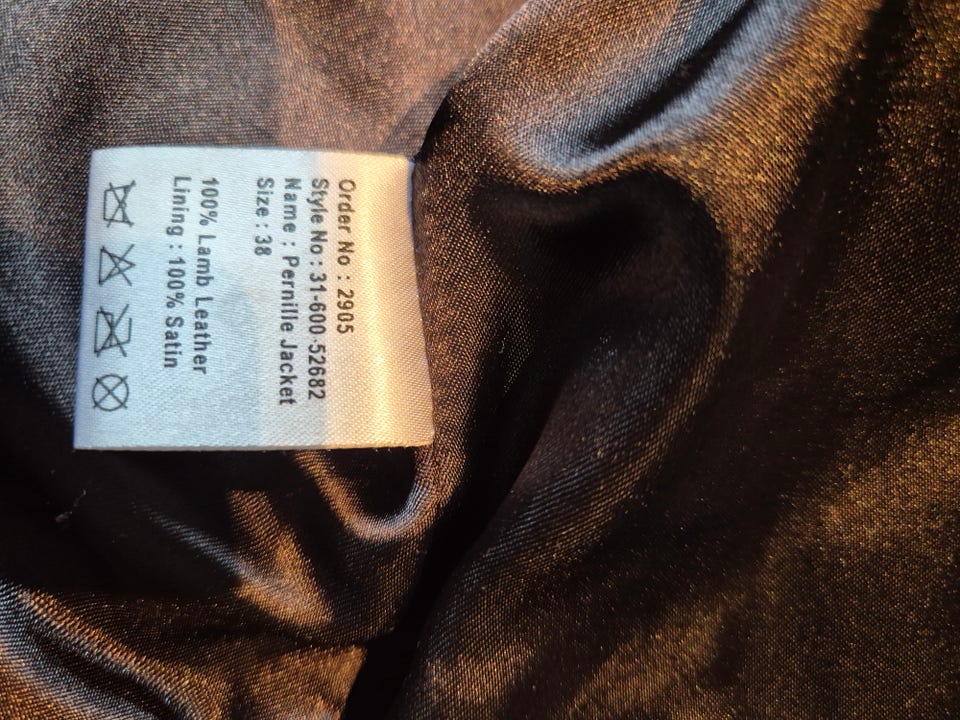 Order No : 2905
Style No : 31-600-52682
Name : Pernille Jacket
Size : 38
100% Lamb Leather
Lining : 100% Satin